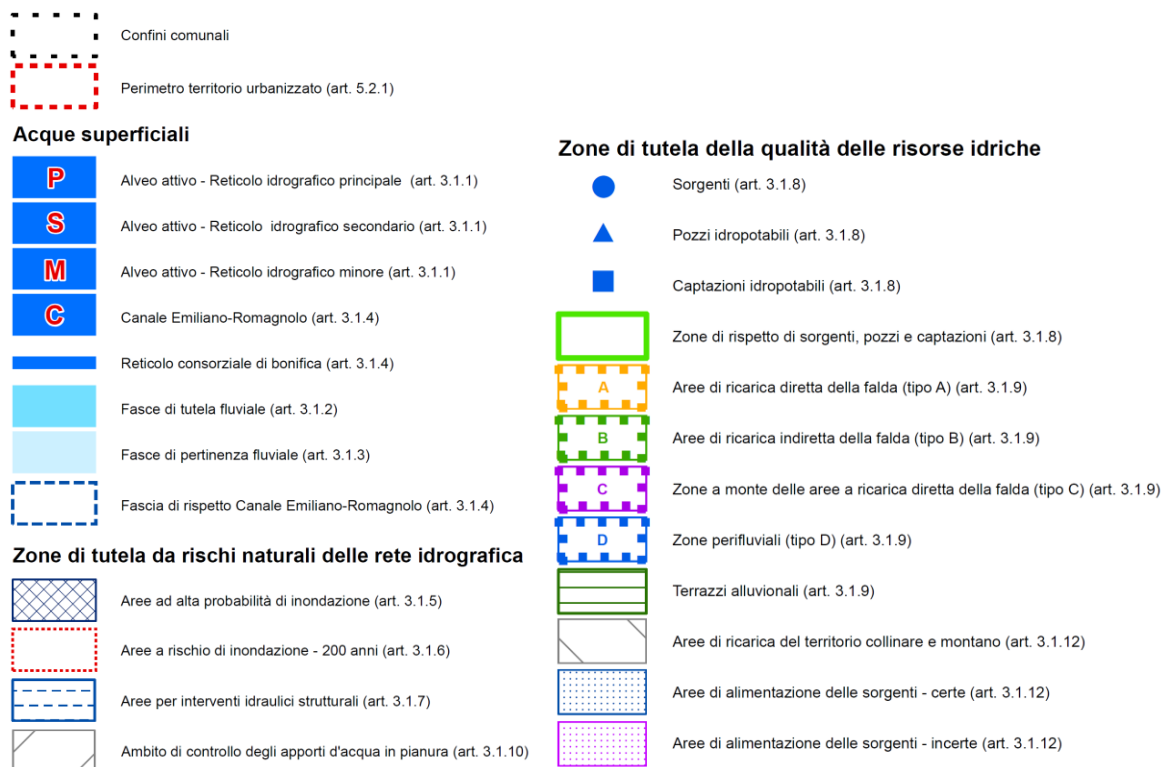 Confini comunali
Perimetro territorio urbanizzato (art. 5.2.1)
Acque superficiali
P
Alveo attivo - Reticolo idrografico principale (art. 3.1.1)
S
Alveo attivo - Reticolo idrografico secondario (art. 3.1.1)
M
Alveo attivo - Reticolo idrografico minore (art. 3.1.1)
C
Canale Emiliano-Romagnolo (art. 3.1.4)
Reticolo consorziale di bonifica (art. 3.1.4)
Fasce di tutela fluviale (art. 3.1.2)
Fasce di pertinenza fluviale (art. 3.1.3)
Fascia di rispetto Canale Emiliano-Romagnolo (art. 3.1.4)
Zone di tutela da rischi naturali delle rete idrografica
Aree ad alta probabilità di inondazione (art. 3.1.5)
Aree a rischio di inondazione - 200 anni (art. 3.1.6)
Aree per interventi idraulici strutturali (art. 3.1.7)
Ambito di controllo degli apporti d'acqua in pianura (art. 3.1.10)
Zone di tutela della qualità delle risorse idriche
Sorgenti (art. 3.1.8)
Pozzi idropotabili (art. 3.1.8)
Captazioni idropotabili (art. 3.1.8)
Zone di rispetto di sorgenti, pozzi e captazioni (art. 3.1.8)
A
Aree di ricarica diretta della falda (tipo A) (art. 3.1.9)
B
Aree di ricarica indiretta della falda (tipo B) (art. 3.1.9)
C
Zone a monte delle aree a ricarica diretta della falda (tipo C) (art. 3.1.9)
D
Zone perifluviali (tipo D) (art. 3.1.9)
Terrazzi alluvionali (art. 3.1.9)
Aree di ricarica del territorio collinare e montano (art. 3.1.12)
Aree di alimentazione delle sorgenti - certe (art. 3.1.12)
Aree di alimentazione delle sorgenti - incerte (art. 3.1.12)